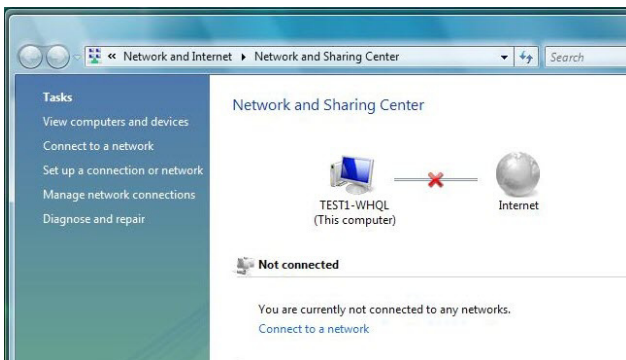 « Network and Internet ▸ Network and Sharing Center
Search
Tasks
View computers and devices
Connect to a network
Set up a connection or network
Manage network connections
Diagnose and repair
Network and Sharing Center
TEST1-WHQL
(This computer)
Internet
Not connected
You are currently not connected to any networks.
Connect to a network